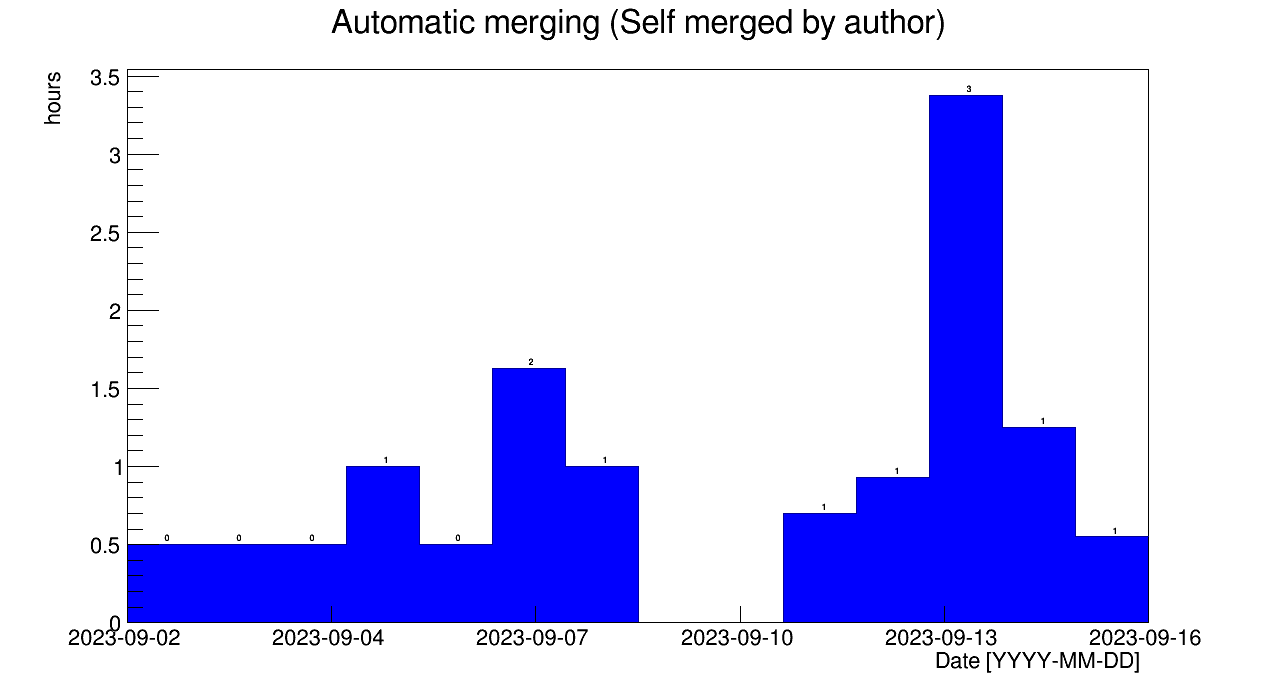 Automatic merging (Self merged by author)
hours
3.5
3
2.5
2
1.5
1
0.5
0
0 0 0 1 0 2 1 1 1 3 1 1
2023-09-02 2023-09-04 2023-09-07 2023-09-10 2023-09-13 2023-09-16
Date [YYYY-MM-DD]